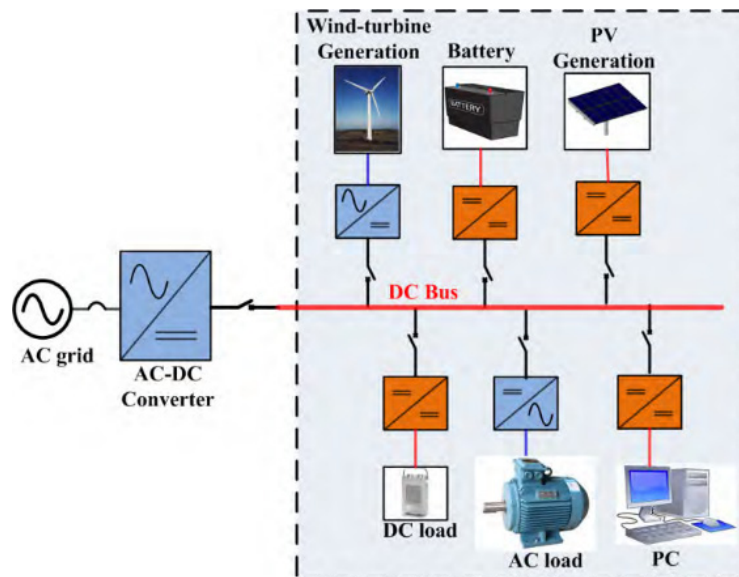 Wind-turbine
Generation
Battery
PV
Generation
BATTERY
DC Bus
AC grid
AC-DC
Converter
DC load
AC load
PC